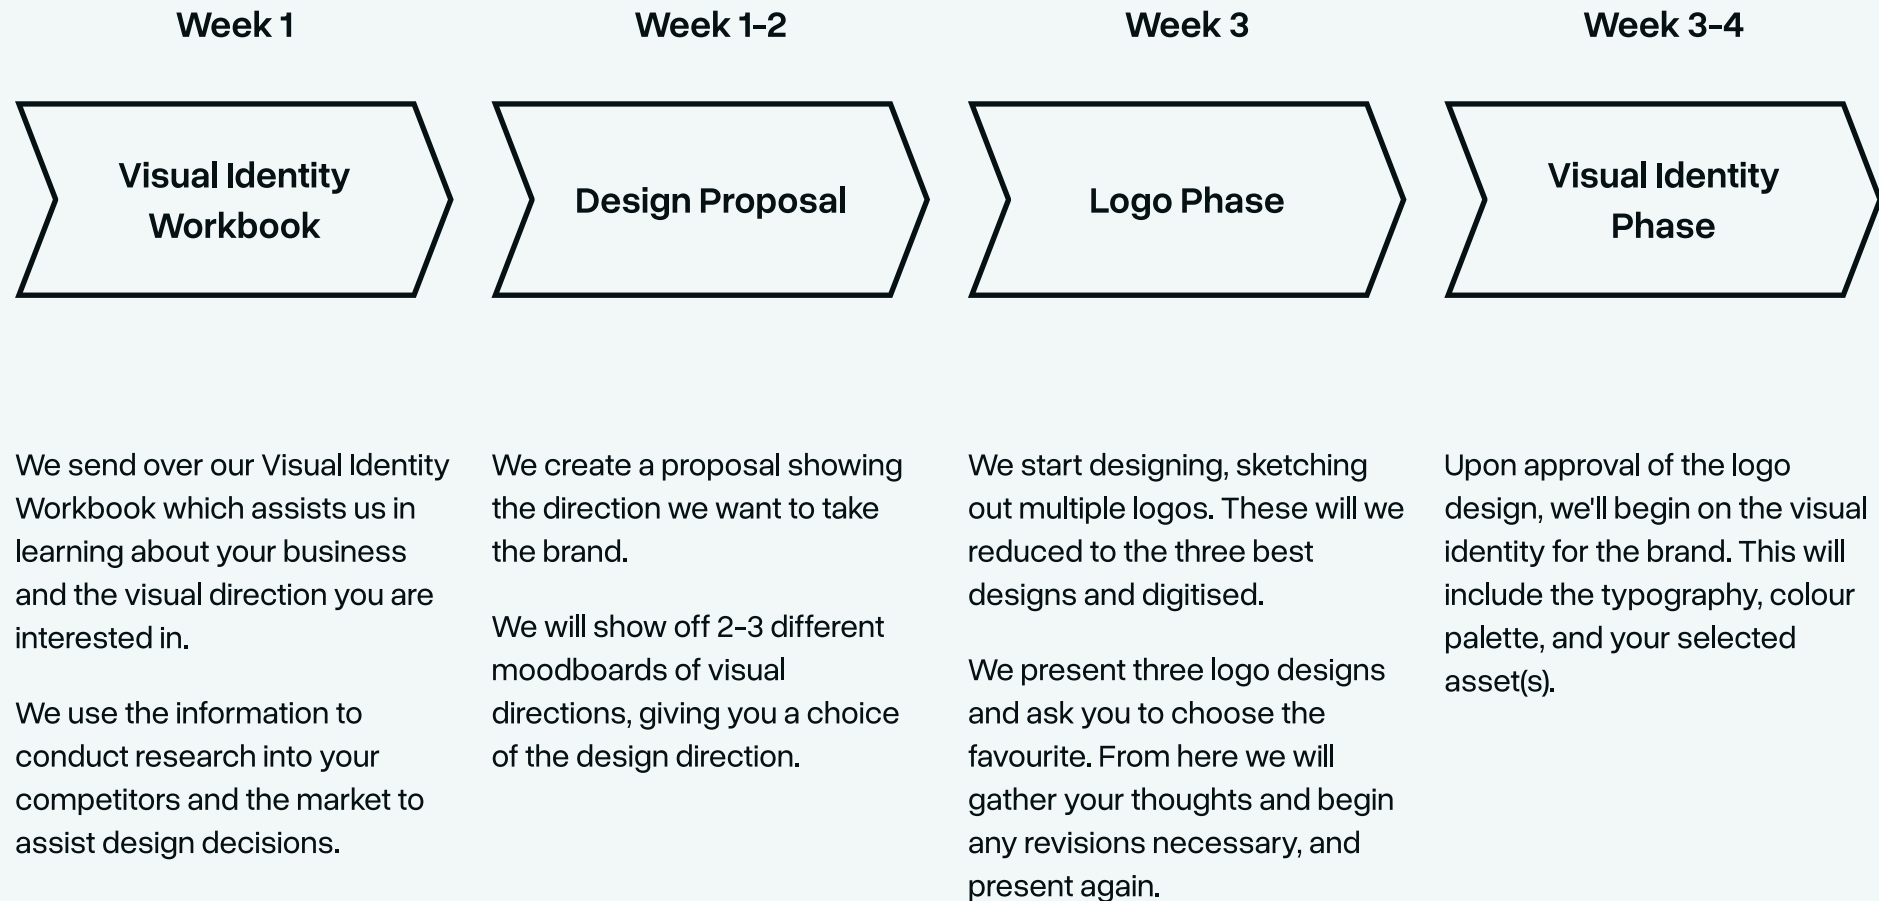 Week 1
Week 1-2
Week 3
Week 3-4
Visual Identity
Workbook
Design Proposal
Logo Phase
Visual Identity
Phase
We send over our Visual Identity
Workbook which assists us in
learning about your business
and the visual direction you are
interested in.
We use the information to
conduct research into your
competitors and the market to
assist design decisions.
We create a proposal showing
the direction we want to take
the brand.
We will show off 2-3 different
moodboards of visual
directions, giving you a choice
of the design direction.
We start designing, sketching
out multiple logos. These will we
reduced to the three best
designs and digitised.
We present three logo designs
and ask you to choose the
favourite. From here we will
gather your thoughts and begin
any revisions necessary, and
present again.
Upon approval of the logo
design, we'll begin on the visual
identity for the brand. This will
include the typography, colour
palette, and your selected
asset(s).